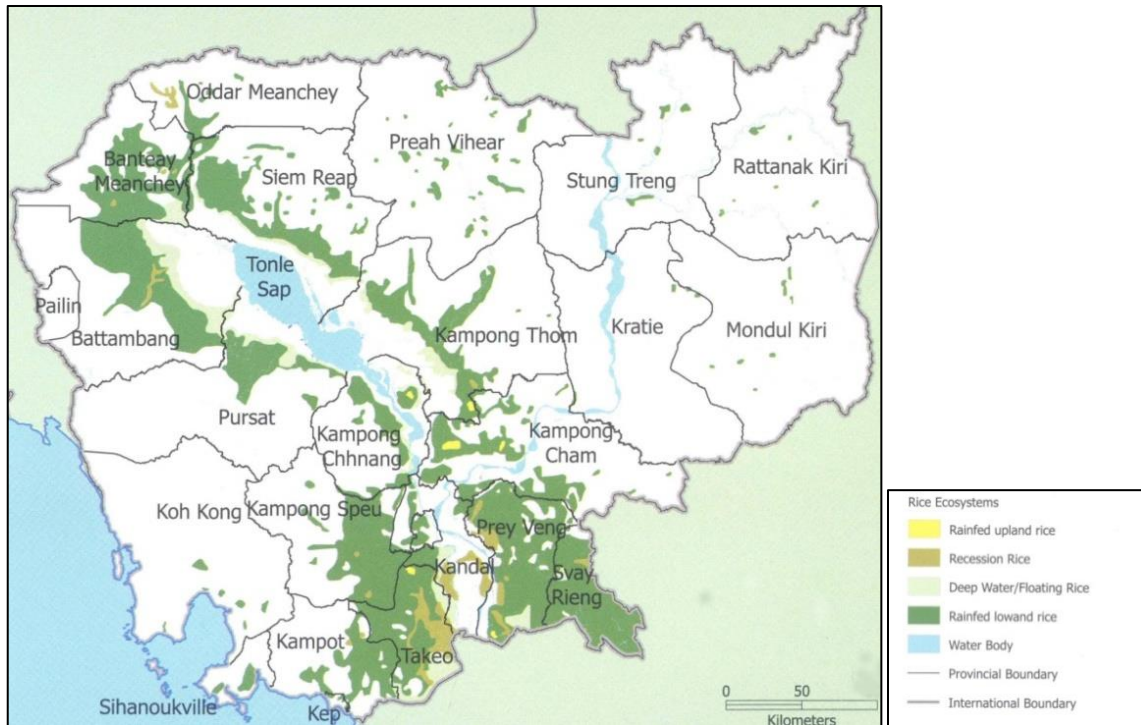 Oddar Meanchey
Banteay
Meanchey
Siem Reap
Preah Vihear
Stung Treng
Rattanak Kiri
Tonle
Sap
Pailin
Battambang
Kampong Thom
Kratie
Mondul Kiri
Pursat
Kampong
Chhnang
Kampong
Cham
Koh Kong
Kampong Speu
Prey Veng
Kandal
Svay
Rieng
Kampot
Takeo
Sihanoukville
Kep
0 50
Kilometers
Rice Ecosystems
Rainfed upland rice
Recession Rice
Deep Water/Floating Rice
Rainfed lowand rice
Water Body
Provincial Boundary
International Boundary